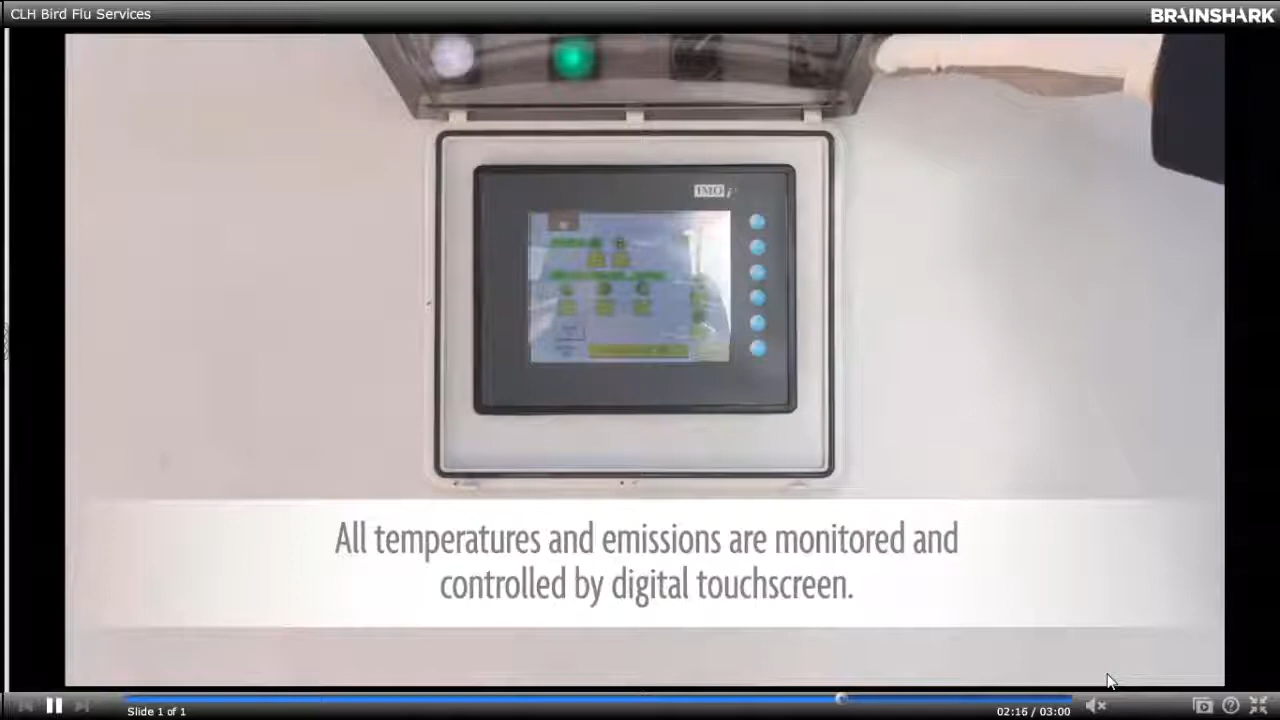 CLH Bird Flu Services
BRAINSHARK
IMO
All temperatures and emissions are monitored and
controlled by digital touchscreen.
Slide 1 of 1
02:16 / 03:00